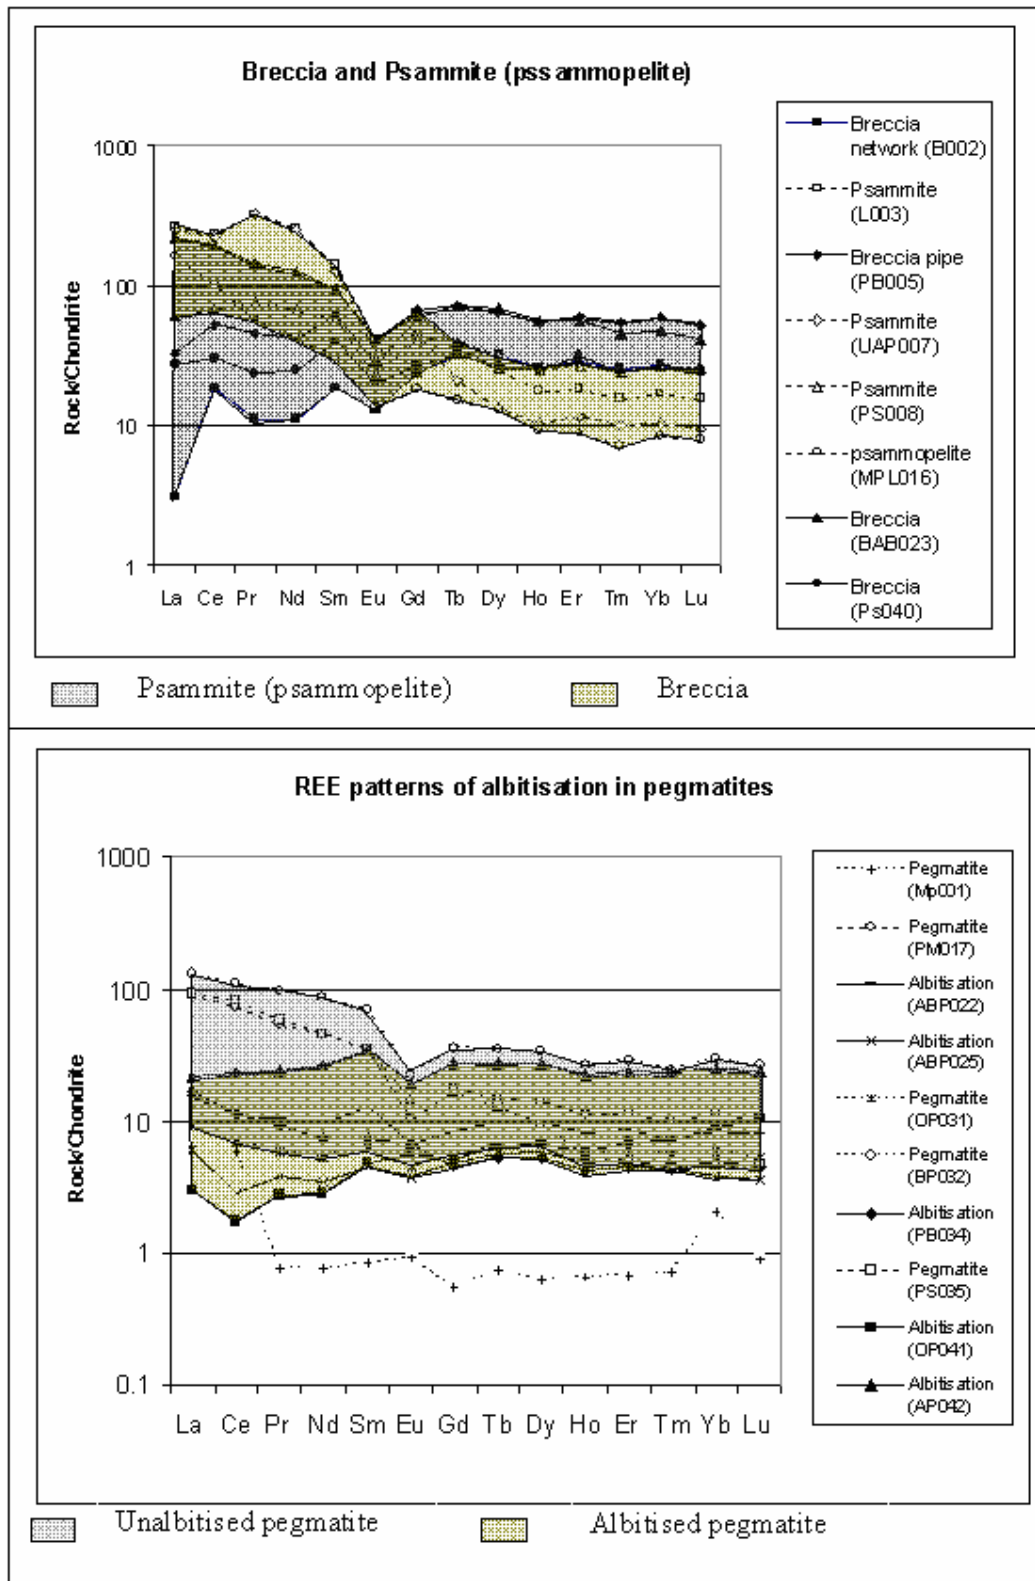 Breccia and Psammite (pssammopelite)
Rock/Chondrite
1000
100
10
1
La Ce Pr Nd Sm Eu Gd Tb Dy Ho Er Tm Yb Lu
Breccia
network (B002)
Psammite
(L003)
Breccia pipe
(PB005)
Psammite
(UAP007)
Psammite
(PS008)
psammopelite
(MPL016)
Breccia
(BAB023)
Breccia
(Ps040)
Psammite (psammopelite)
Breccia
REE patterns of albitisation in pegmatites
Rock/Chondrite
1000
100
10
1
0.1
La Ce Pr Nd Sm Eu Gd Tb Dy Ho Er Tm Yb Lu
Pegmatite
(Mp001)
Pegmatite
(PM017)
Albitisation
(ABP022)
Albitisation
(ABP025)
Pegmatite
(OP031)
Pegmatite
(BP032)
Albitisation
(PB034)
Pegmatite
(PS035)
Albitisation
(OP041)
Albitisation
(AP042)
Unalbitised pegmatite
Albitised pegmatite